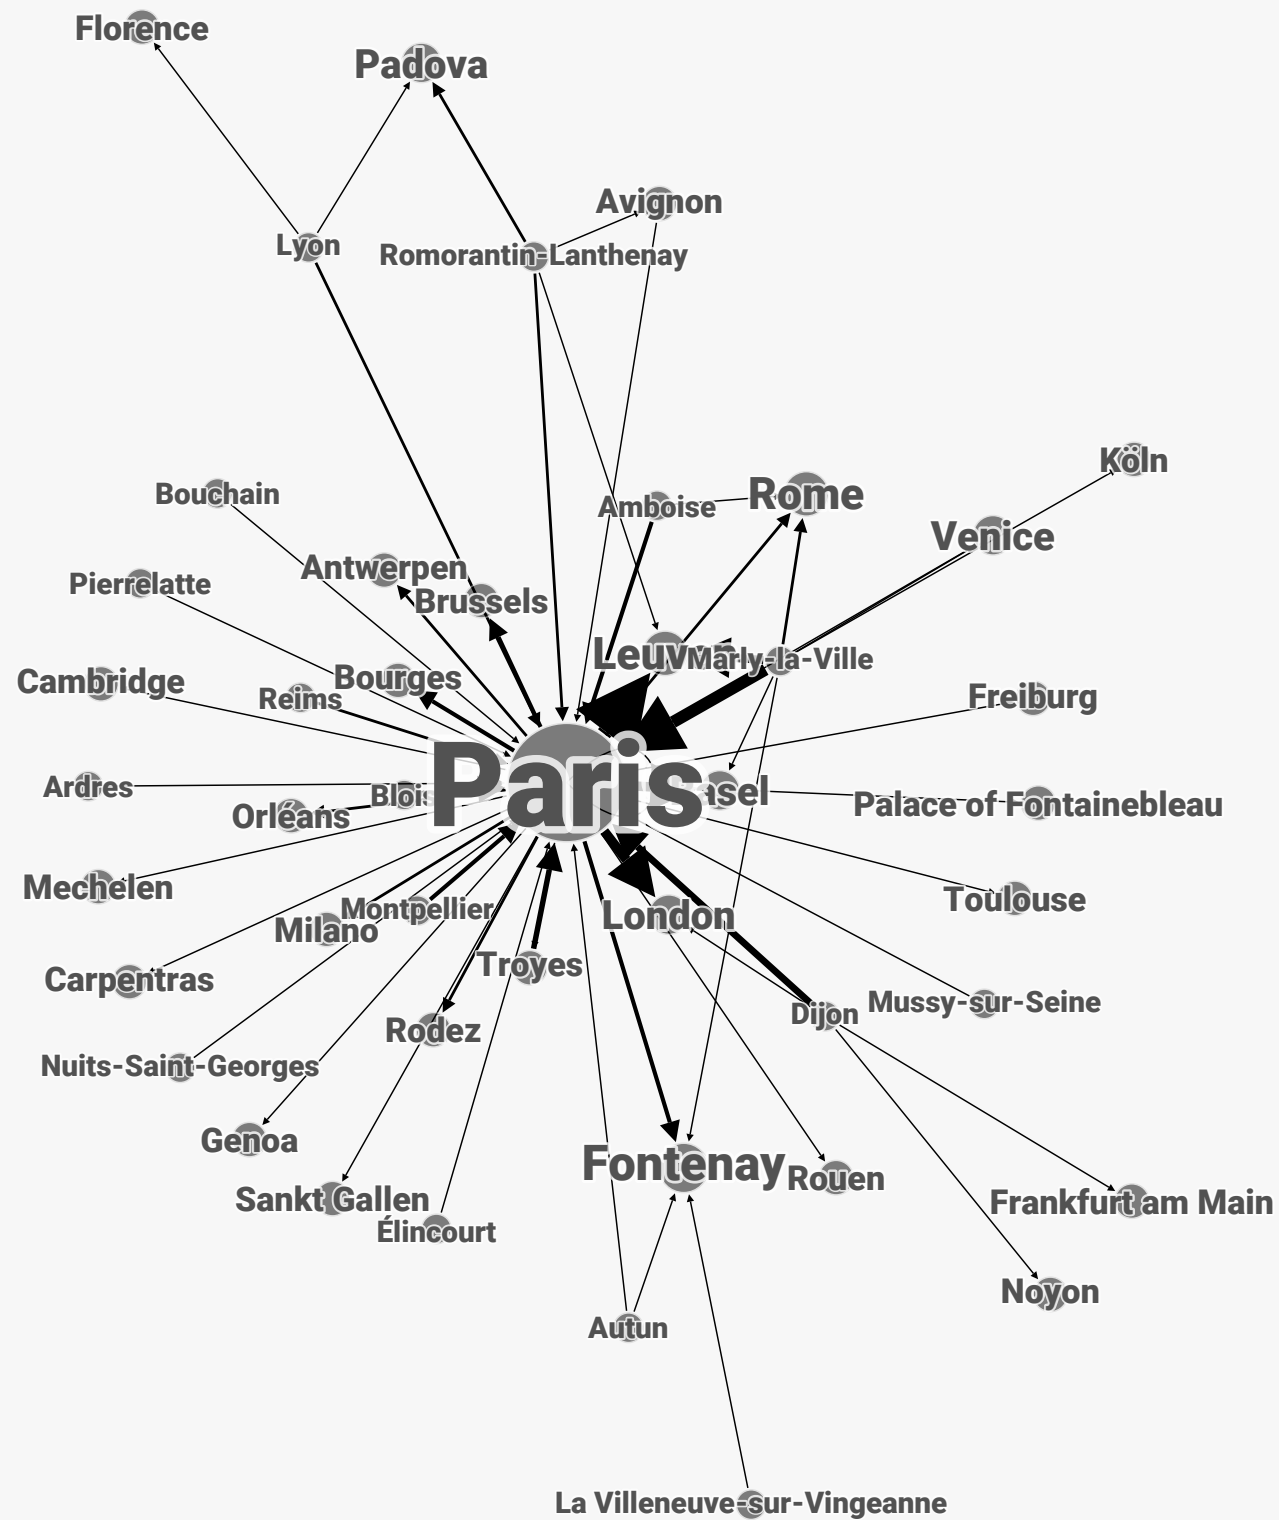 Florence
Padova
Avignon
Lyon
Romorantin-Lanthenay
Köln
Bouchain
Amboise
Rome
Venice
Antwerpen
Pierrelatte
Brussels
Leuven
Marly-la-Ville
Cambridge
Bourges
Reims
Freiburg
Paris
Ardres
Blois
asel
Palace of Fontainebleau
Orléans
Mechelen
Toulouse
Montpellier
Milano
London
Troyes
Carpentras
Mussy-sur-Seine
Dijon
Rodez
Nuits-Saint-Georges
Genoa
Fontenay
Rouen
Sankt Gallen
Frankfurt am Main
Élincourt
Noyon
Autun
La Villeneuve-sur-Vingeanne